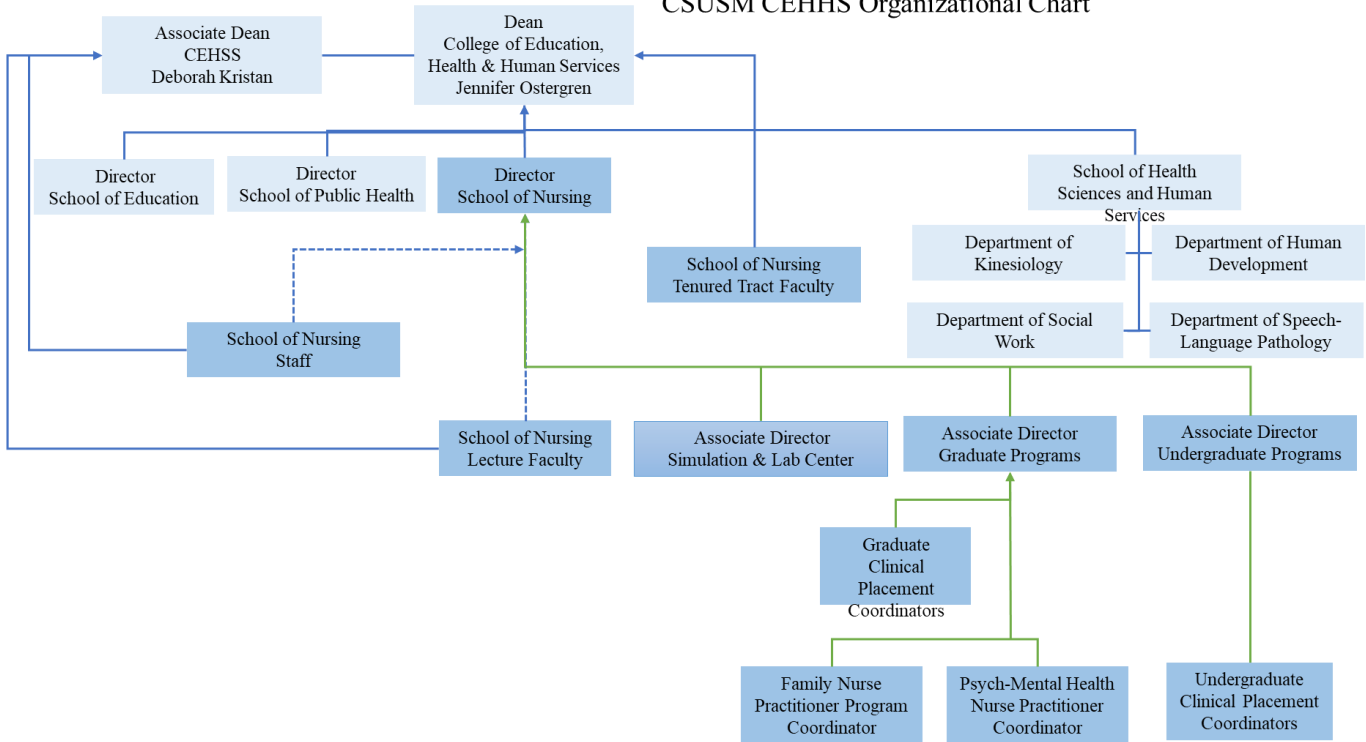 CSUSM CEHHS Organizational Chart
Associate Dean
CEHSS
Deborah Kristan
Dean
College of Education,
Health & Human Services
Jennifer Ostergren
Director
School of Education
Director
School of Public Health
Director
School of Nursing
School of Health
Sciences and Human
Services
Department of
Kinesiology
Department of Human
Development
School of Nursing
Tenured Tract Faculty
Department of Social
Work
Department of Speech-
Language Pathology
School of Nursing
Staff
School of Nursing
Lecture Faculty
Associate Director
Simulation & Lab Center
Associate Director
Graduate Programs
Associate Director
Undergraduate Programs
Graduate
Clinical
Placement
Coordinators
Family Nurse
Practitioner Program
Coordinator
Psych-Mental Health
Nurse Practitioner
Coordinator
Undergraduate
Clinical Placement
Coordinators